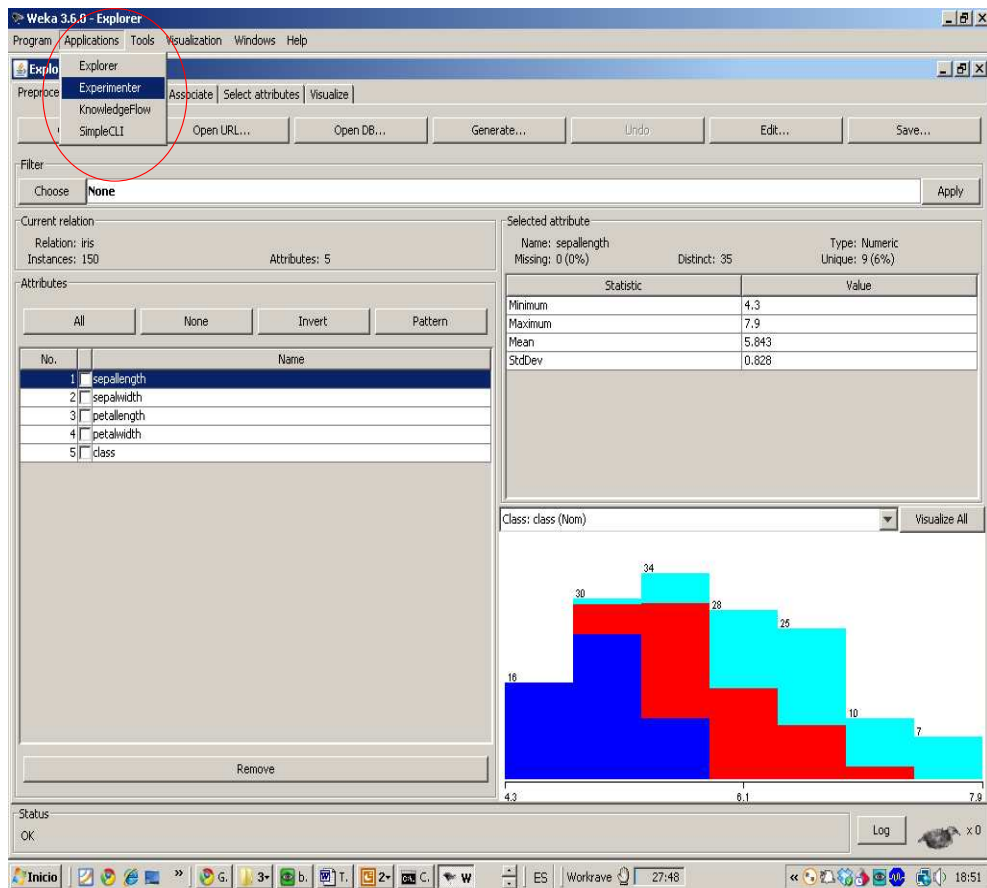 Weka 3.6.0 - Explorer
Program Applications Tools Visualization Windows Help
Explorer
Experimenter
KnowledgeFlow
SimpleCLI
Explo
Preproce Associate Select attributes Visualize
Open URL... Open DB... Generate... Undo Edit... Save...
Filter
Choose None Apply
Current relation
Relation: iris
Instances: 150 Attributes: 5
Attributes
All None Invert Pattern
No. Name
1 sepallength
2 sepalwidth
3 petallength
4 petalwidth
5 class
Remove
Selected attribute
Name: sepallength Type: Numeric
Missing: 0 (0%) Distinct: 35 Unique: 9 (6%)
Statistic Value
Minimum 4.3
Maximum 7.9
Mean 5.843
StdDev 0.828
Class: class (Nom) Visualize All
16
30
34
28
25
10
7
4.3 6.1 7.9
Status
OK
Log x 0
Inicio » G. 3 b. T. 2 C. W ES Workrave 27:48 « 18:51